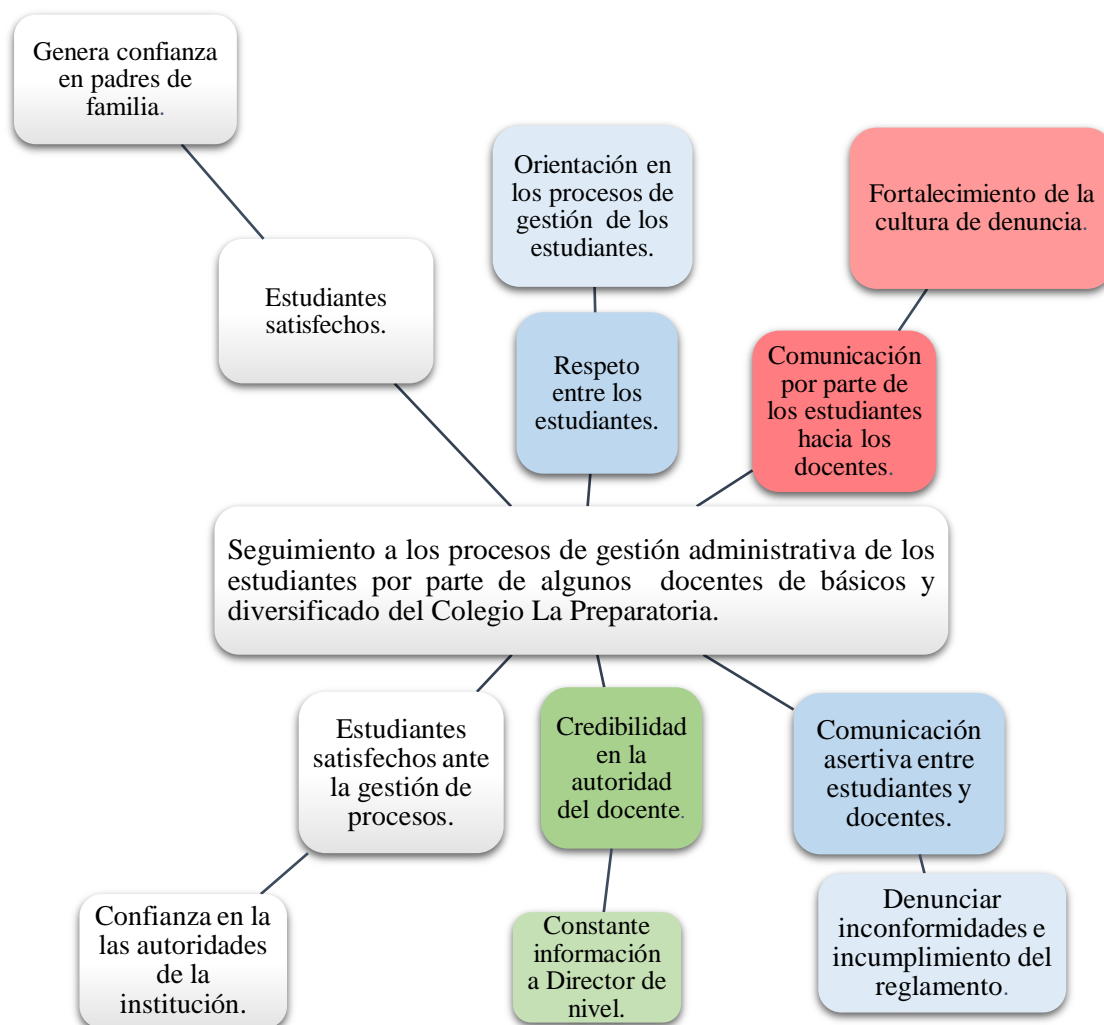 Genera confianza
en padres de
familia.
Orientación en
los procesos de
gestión de los
estudiantes.
Fortalecimiento de la
cultura de denuncia.
Estudiantes
satisfechos.
Respeto
entre los
estudiantes.
Comunicación
por parte de
los estudiantes
hacia los
docentes.
Seguimiento a los procesos de gestión administrativa de los
estudiantes por parte de algunos docentes de básicos y
diversificado del Colegio La Preparatoria.
Estudiantes
satisfechos ante
la gestión de
procesos.
Credibilidad
en la
autoridad
del docente.
Comunicación
asertiva entre
estudiantes y
docentes.
Confianza en la
las autoridades
de la
institución.
Constante
información
a Director de
nivel.
Denunciar
inconformidades e
incumplimiento del
reglamento.